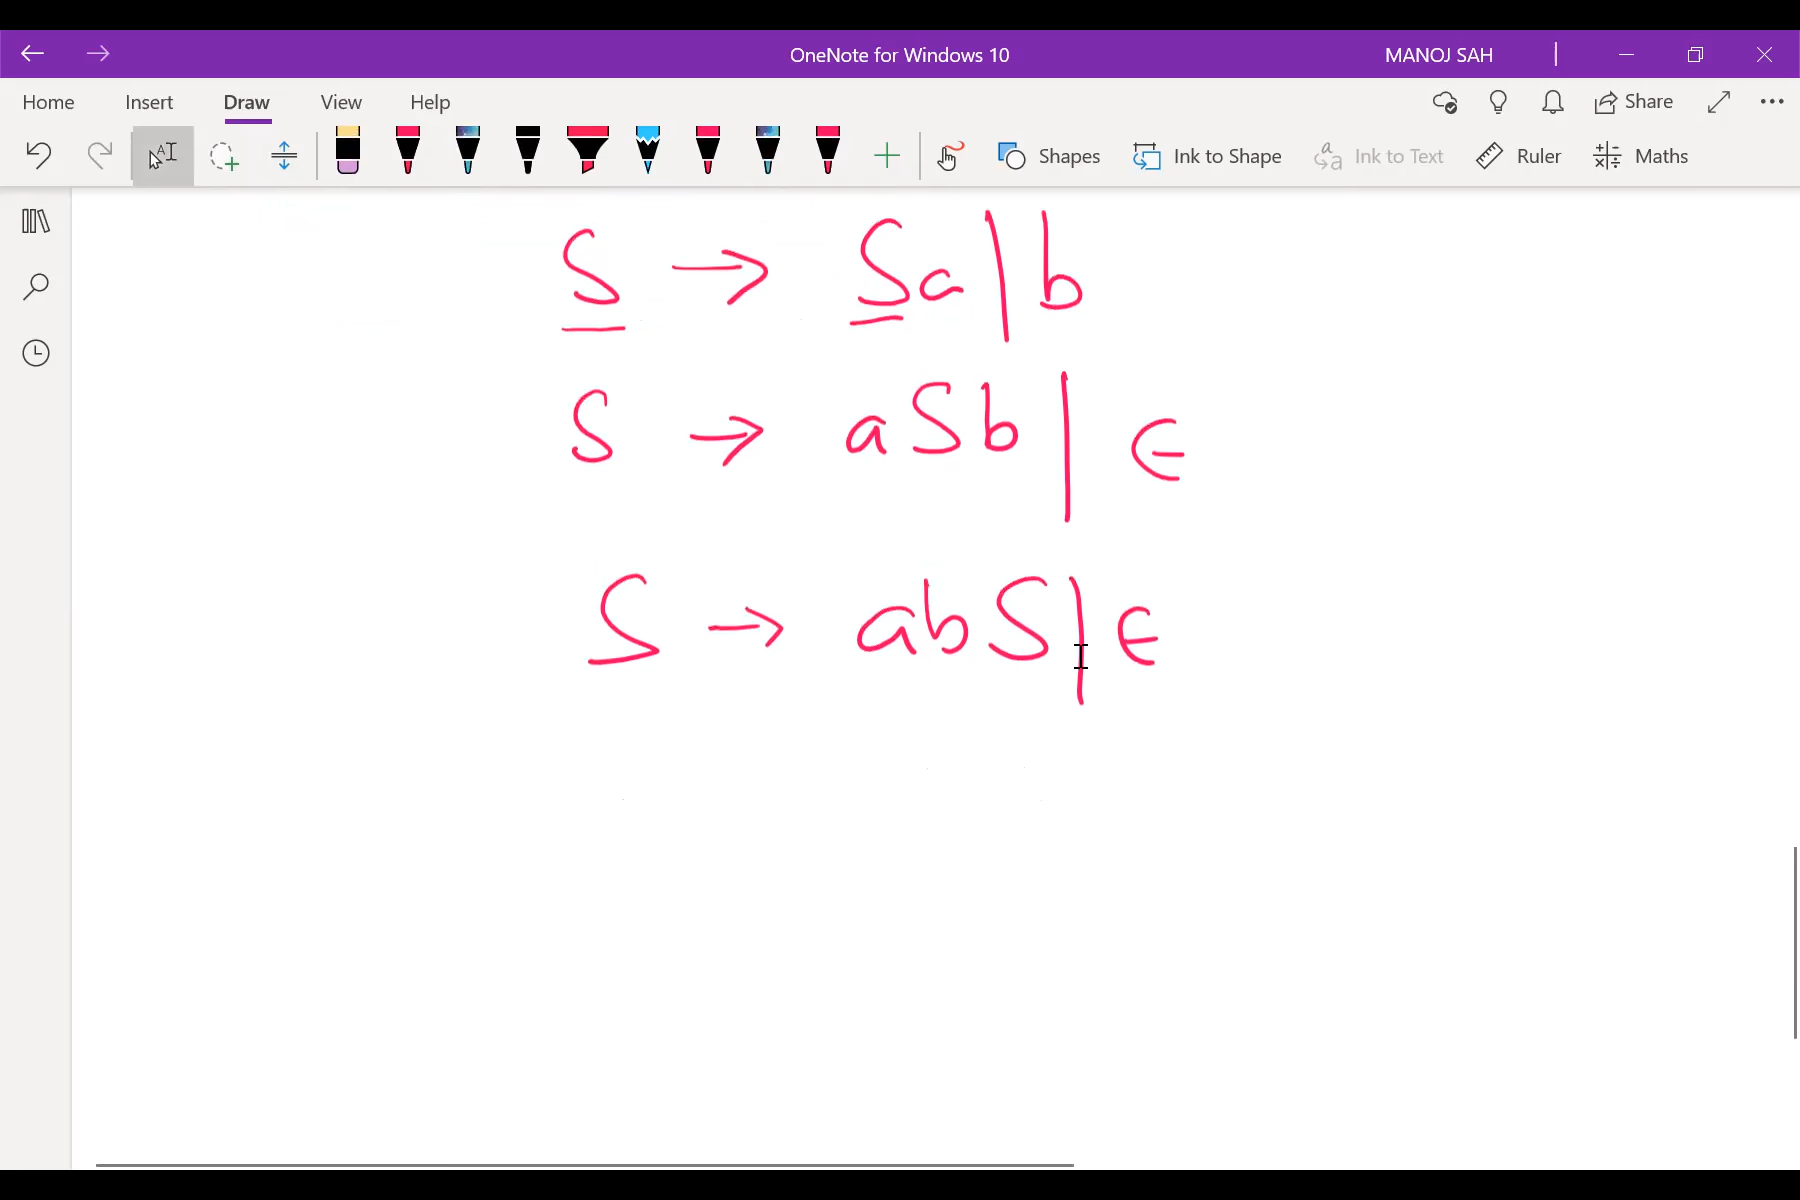 OneNote for Windows 10 MANOJ SAH
Home Insert Draw View Help Share
Shapes Ink to Shape Ink to Text Ruler Maths
S → Sa | b
S → aSb | ϵ
S → abS | ϵ